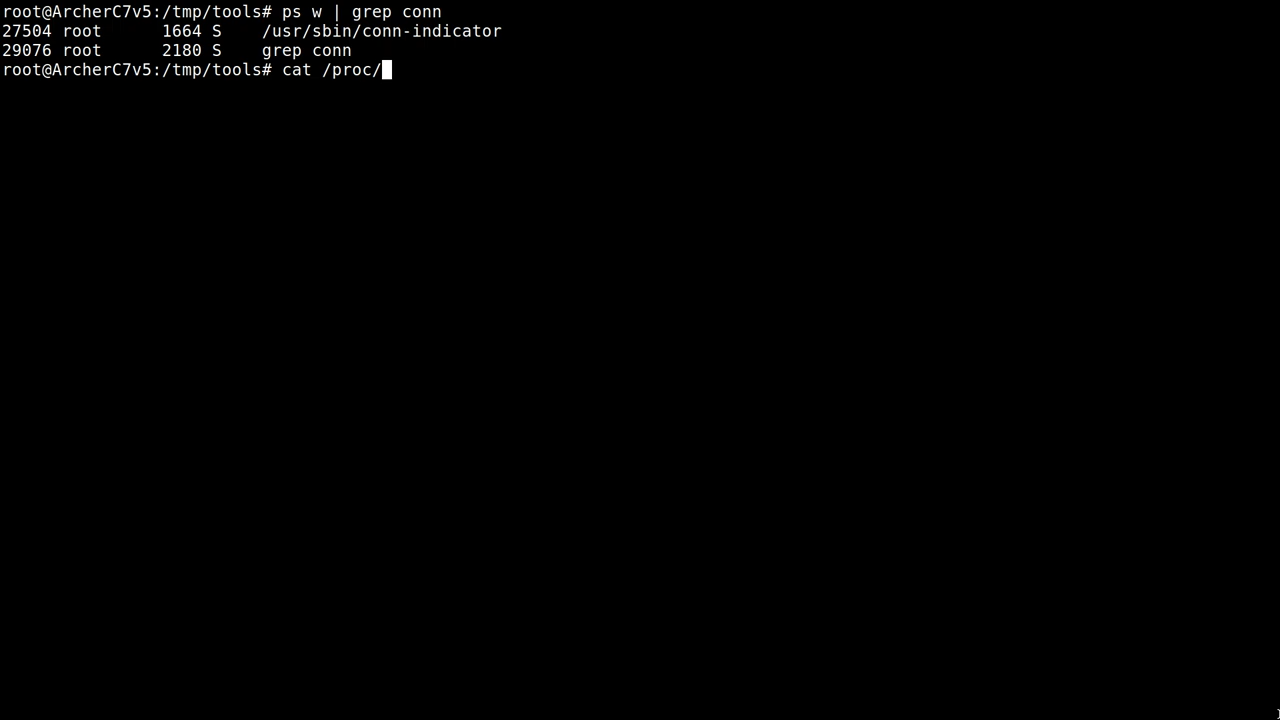 root@ArcherC7v5:/tmp/tools# ps w | grep conn
27504 root      1664 S    /usr/sbin/conn-indicator
29076 root      2180 S    grep conn
root@ArcherC7v5:/tmp/tools# cat /proc/